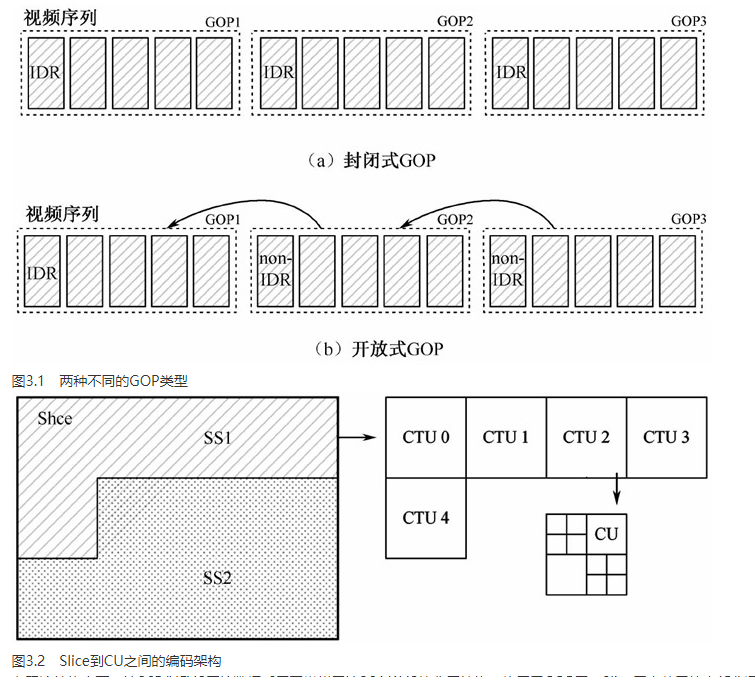 视频序列
GOP1
GOP2
GOP3
IDR
IDR
IDR
（a）封闭式GOP
视频序列
GOP1
GOP2
GOP3
IDR
non-
IDR
non-
IDR
（b）开放式GOP
图3.1 两种不同的GOP类型
Shce
SS1
SS2
CTU 0
CTU 1
CTU 2
CTU 3
CTU 4
CU
图3.2 Slice到CU之间的编码架构